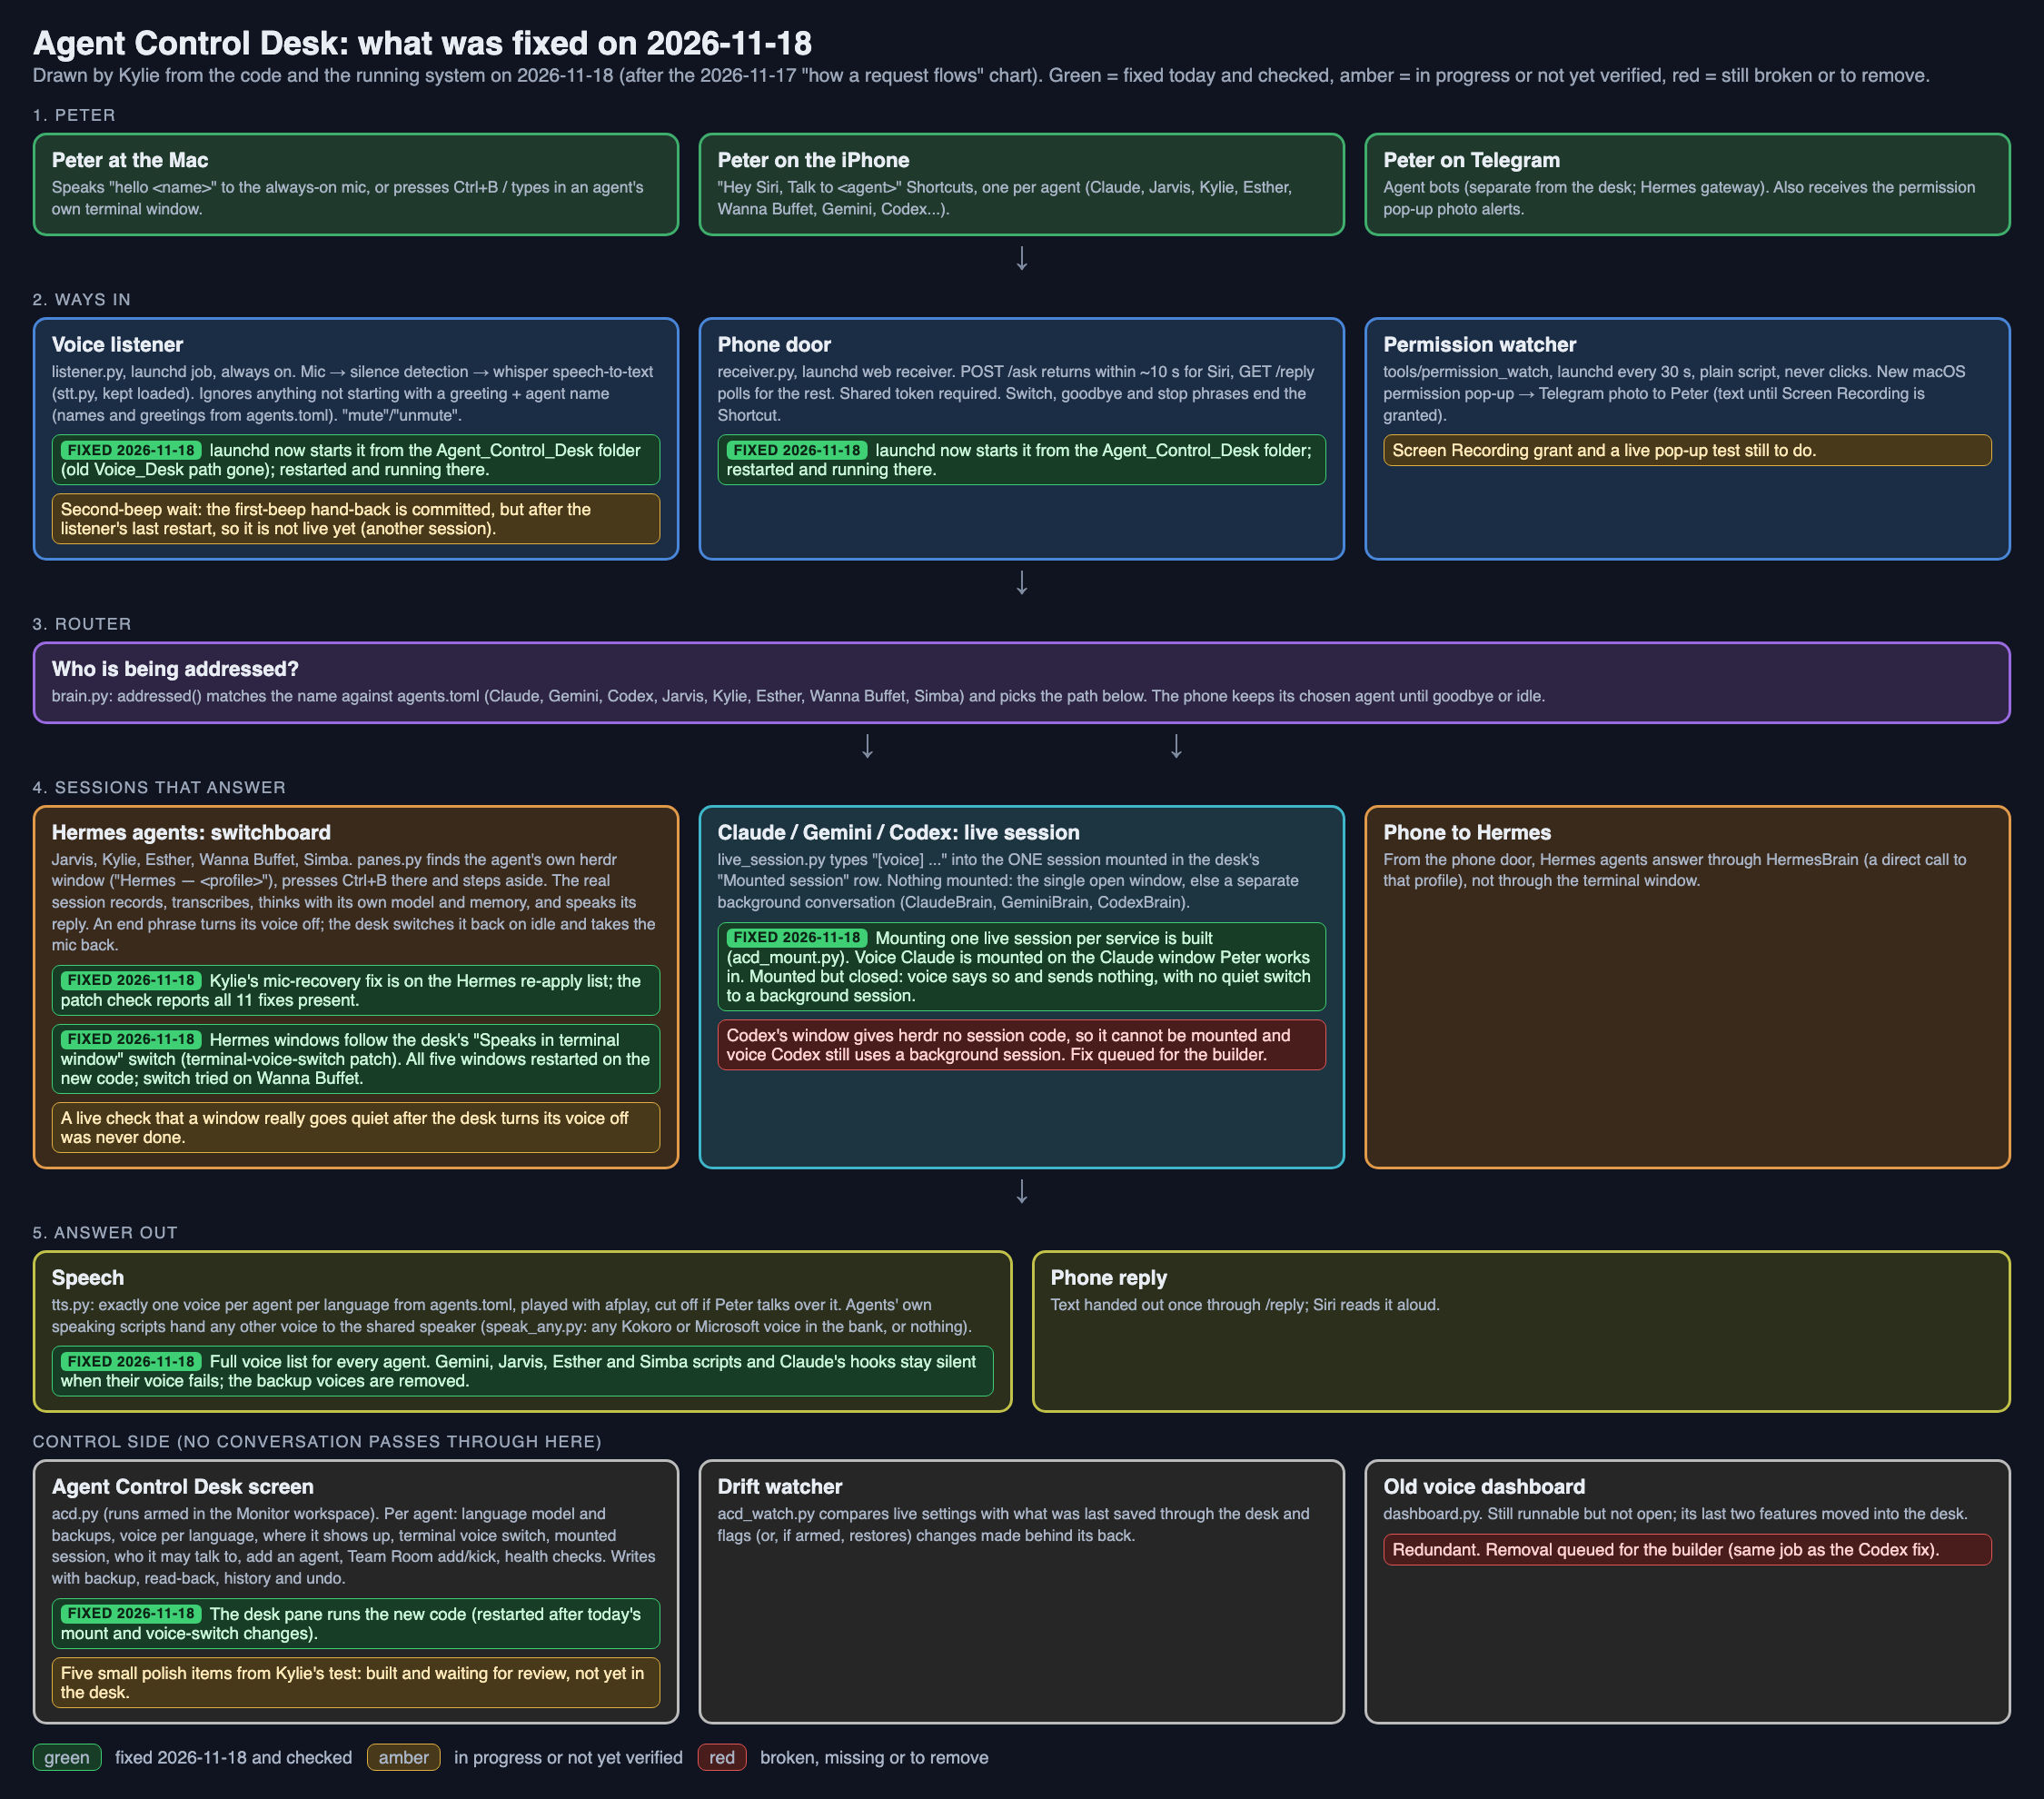 Agent Control Desk: what was fixed on 2026-11-18
Drawn by Kylie from the code and the running system on 2026-11-18 (after the 2026-11-17 "how a request flows" chart). Green = fixed today and checked, amber = in progress or not yet verified, red = still broken or to remove.
1. PETER
Peter at the Mac
Speaks "hello <name>" to the always-on mic, or presses Ctrl+B / types in an agent's
own terminal window.
Peter on the iPhone
"Hey Siri, Talk to <agent>" Shortcuts, one per agent (Claude, Jarvis, Kylie, Esther,
Wanna Buffet, Gemini, Codex...).
Peter on Telegram
Agent bots (separate from the desk; Hermes gateway). Also receives the permission
pop-up photo alerts.
↓
2. WAYS IN
Voice listener
listener.py, launchd job, always on. Mic → silence detection → whisper speech-to-text
(stt.py, kept loaded). Ignores anything not starting with a greeting + agent name
(names and greetings from agents.toml). "mute"/"unmute".
FIXED 2026-11-18 launchd now starts it from the Agent_Control_Desk folder
(old Voice_Desk path gone); restarted and running there.
Second-beep wait: the first-beep hand-back is committed, but after the
listener's last restart, so it is not live yet (another session).
Phone door
receiver.py, launchd web receiver. POST /ask returns within ~10 s for Siri, GET /reply
polls for the rest. Shared token required. Switch, goodbye and stop phrases end the
Shortcut.
FIXED 2026-11-18 launchd now starts it from the Agent_Control_Desk folder;
restarted and running there.
Permission watcher
tools/permission_watch, launchd every 30 s, plain script, never clicks. New macOS
permission pop-up → Telegram photo to Peter (text until Screen Recording is
granted).
Screen Recording grant and a live pop-up test still to do.
↓
3. ROUTER
Who is being addressed?
brain.py: addressed() matches the name against agents.toml (Claude, Gemini, Codex, Jarvis, Kylie, Esther, Wanna Buffet, Simba) and picks the path below. The phone keeps its chosen agent until goodbye or idle.
↓ ↓
4. SESSIONS THAT ANSWER
Hermes agents: switchboard
Jarvis, Kylie, Esther, Wanna Buffet, Simba. panes.py finds the agent's own herdr
window ("Hermes — <profile>"), presses Ctrl+B there and steps aside. The real
session records, transcribes, thinks with its own model and memory, and speaks its
reply. An end phrase turns its voice off; the desk switches it back on idle and takes the
mic back.
FIXED 2026-11-18 Kylie's mic-recovery fix is on the Hermes re-apply list; the
patch check reports all 11 fixes present.
FIXED 2026-11-18 Hermes windows follow the desk's "Speaks in terminal
window" switch (terminal-voice-switch patch). All five windows restarted on the
new code; switch tried on Wanna Buffet.
A live check that a window really goes quiet after the desk turns its voice off
was never done.
Claude / Gemini / Codex: live session
live_session.py types "[voice] ..." into the ONE session mounted in the desk's
"Mounted session" row. Nothing mounted: the single open window, else a separate
background conversation (ClaudeBrain, GeminiBrain, CodexBrain).
FIXED 2026-11-18 Mounting one live session per service is built
(acd_mount.py). Voice Claude is mounted on the Claude window Peter works
in. Mounted but closed: voice says so and sends nothing, with no quiet switch
to a background session.
Codex's window gives herdr no session code, so it cannot be mounted and
voice Codex still uses a background session. Fix queued for the builder.
Phone to Hermes
From the phone door, Hermes agents answer through HermesBrain (a direct call to
that profile), not through the terminal window.
↓
5. ANSWER OUT
Speech
tts.py: exactly one voice per agent per language from agents.toml, played with afplay, cut off if Peter talks over it. Agents' own
speaking scripts hand any other voice to the shared speaker (speak_any.py: any Kokoro or Microsoft voice in the bank, or nothing).
FIXED 2026-11-18 Full voice list for every agent. Gemini, Jarvis, Esther and Simba scripts and Claude's hooks stay silent
when their voice fails; the backup voices are removed.
Phone reply
Text handed out once through /reply; Siri reads it aloud.
CONTROL SIDE (NO CONVERSATION PASSES THROUGH HERE)
Agent Control Desk screen
acd.py (runs armed in the Monitor workspace). Per agent: language model and
backups, voice per language, where it shows up, terminal voice switch, mounted
session, who it may talk to, add an agent, Team Room add/kick, health checks. Writes
with backup, read-back, history and undo.
FIXED 2026-11-18 The desk pane runs the new code (restarted after today's
mount and voice-switch changes).
Five small polish items from Kylie's test: built and waiting for review, not yet in
the desk.
Drift watcher
acd_watch.py compares live settings with what was last saved through the desk and
flags (or, if armed, restores) changes made behind its back.
Old voice dashboard
dashboard.py. Still runnable but not open; its last two features moved into the desk.
Redundant. Removal queued for the builder (same job as the Codex fix).
green fixed 2026-11-18 and checked amber in progress or not yet verified red broken, missing or to remove